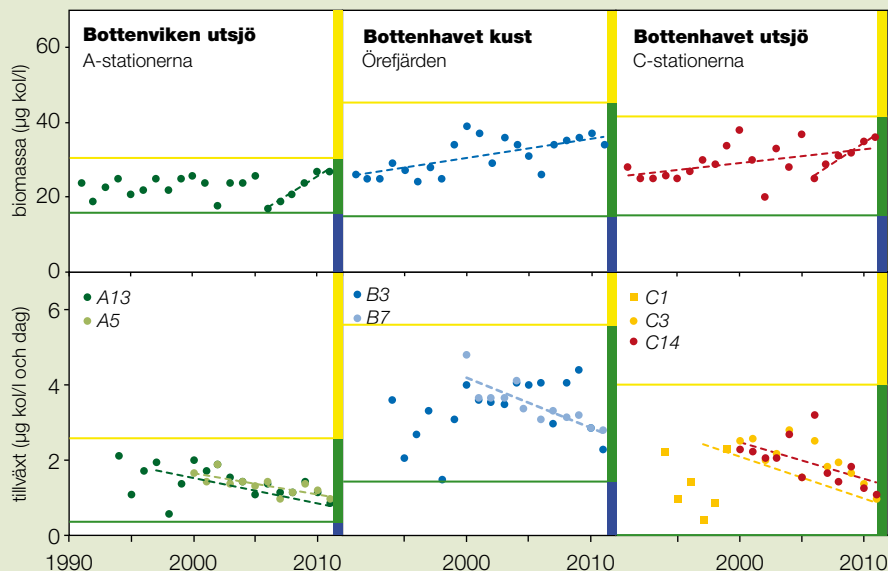 Bottenviken utsjö
A-stationerna
Bottenhavet kust
Örefjärden
Bottenhavet utsjö
C-stationerna
biomassa (µg kol/l)
60
40
20
0
A13
A5
B3
B7
C1
C3
C14
tillväxt (µg kol/l och dag)
6
4
2
0
1990 2000 2010 2000 2010 2000 2010